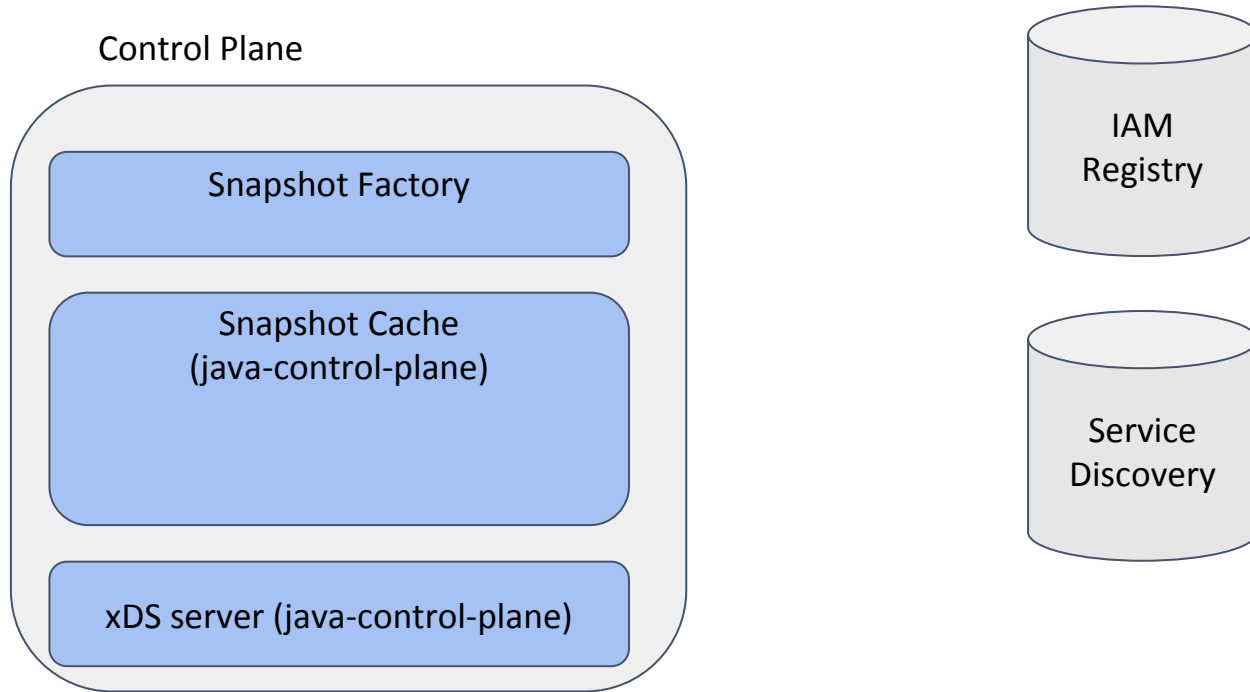 Control Plane
Snapshot Factory
Snapshot Cache
(java-control-plane)
xDS server (java-control-plane)
IAM
Registry
Service
Discovery